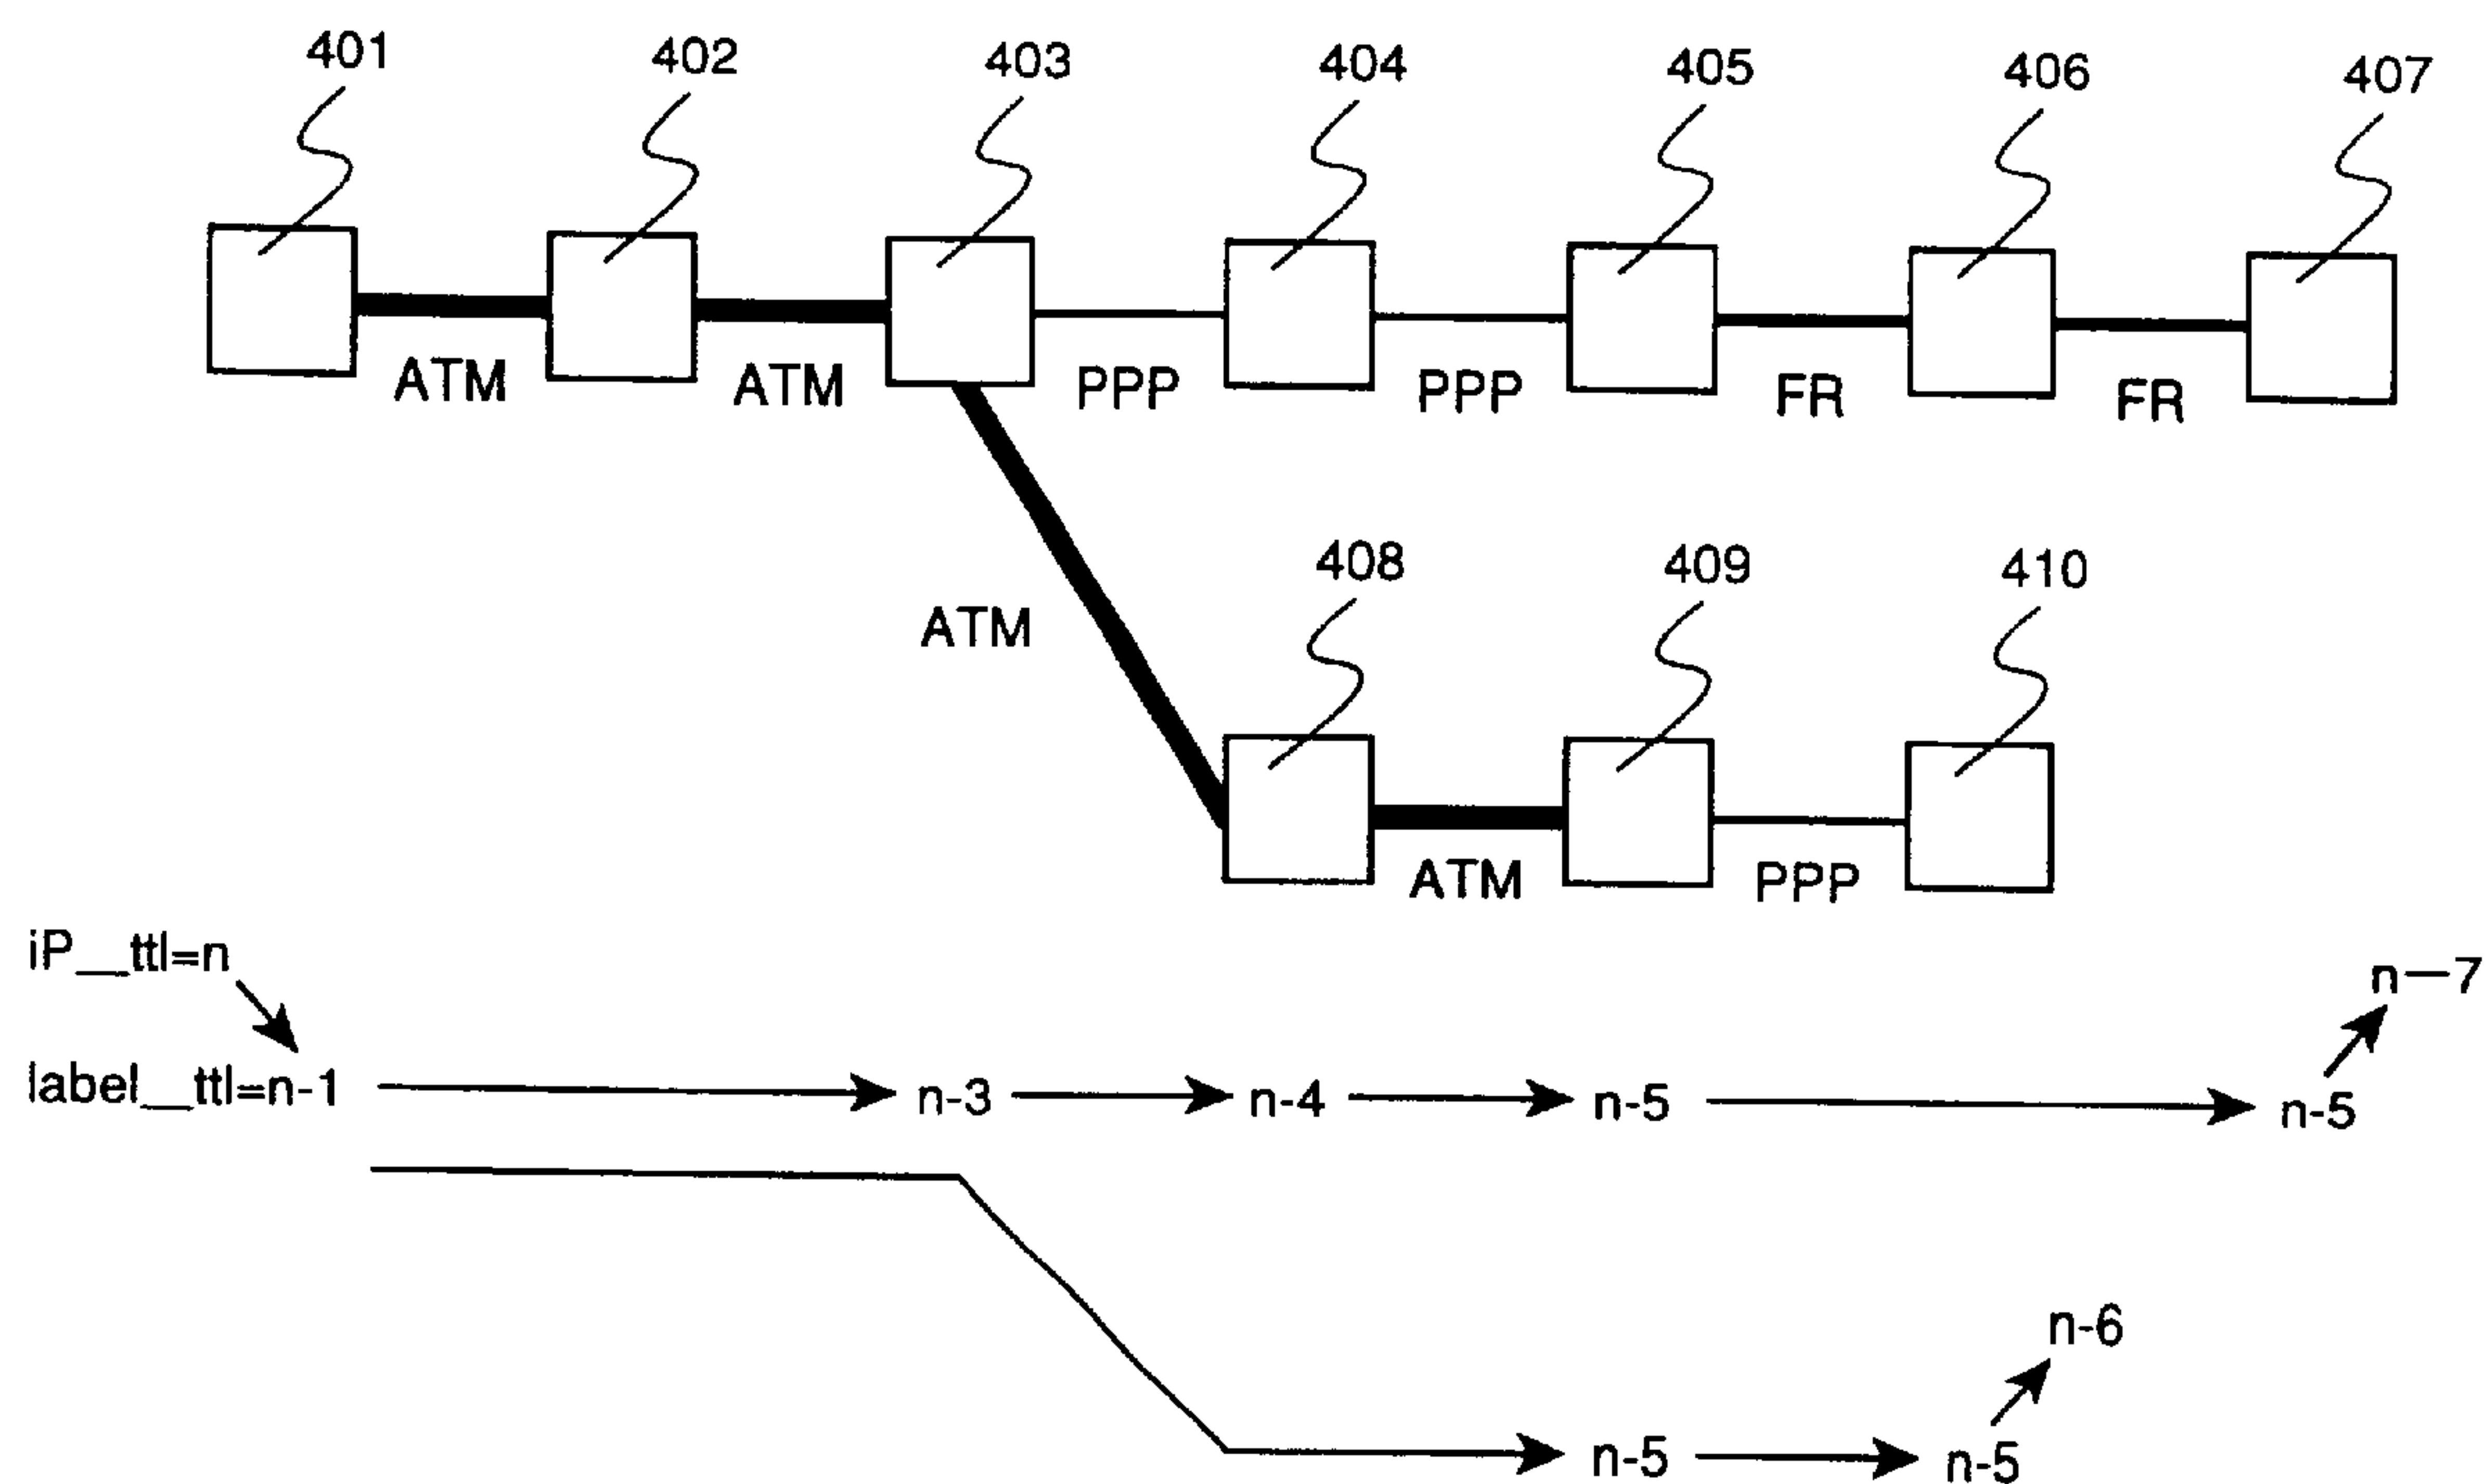 401 402 403 404 405 406 407
ATM ATM PPP PPP FR FR
408 409 410
ATM
ATM PPP
iP__ttl=n
n—7
label__ttl=n-1 n-3 n-4 n-5 n-5
n-6
n-5 n-5